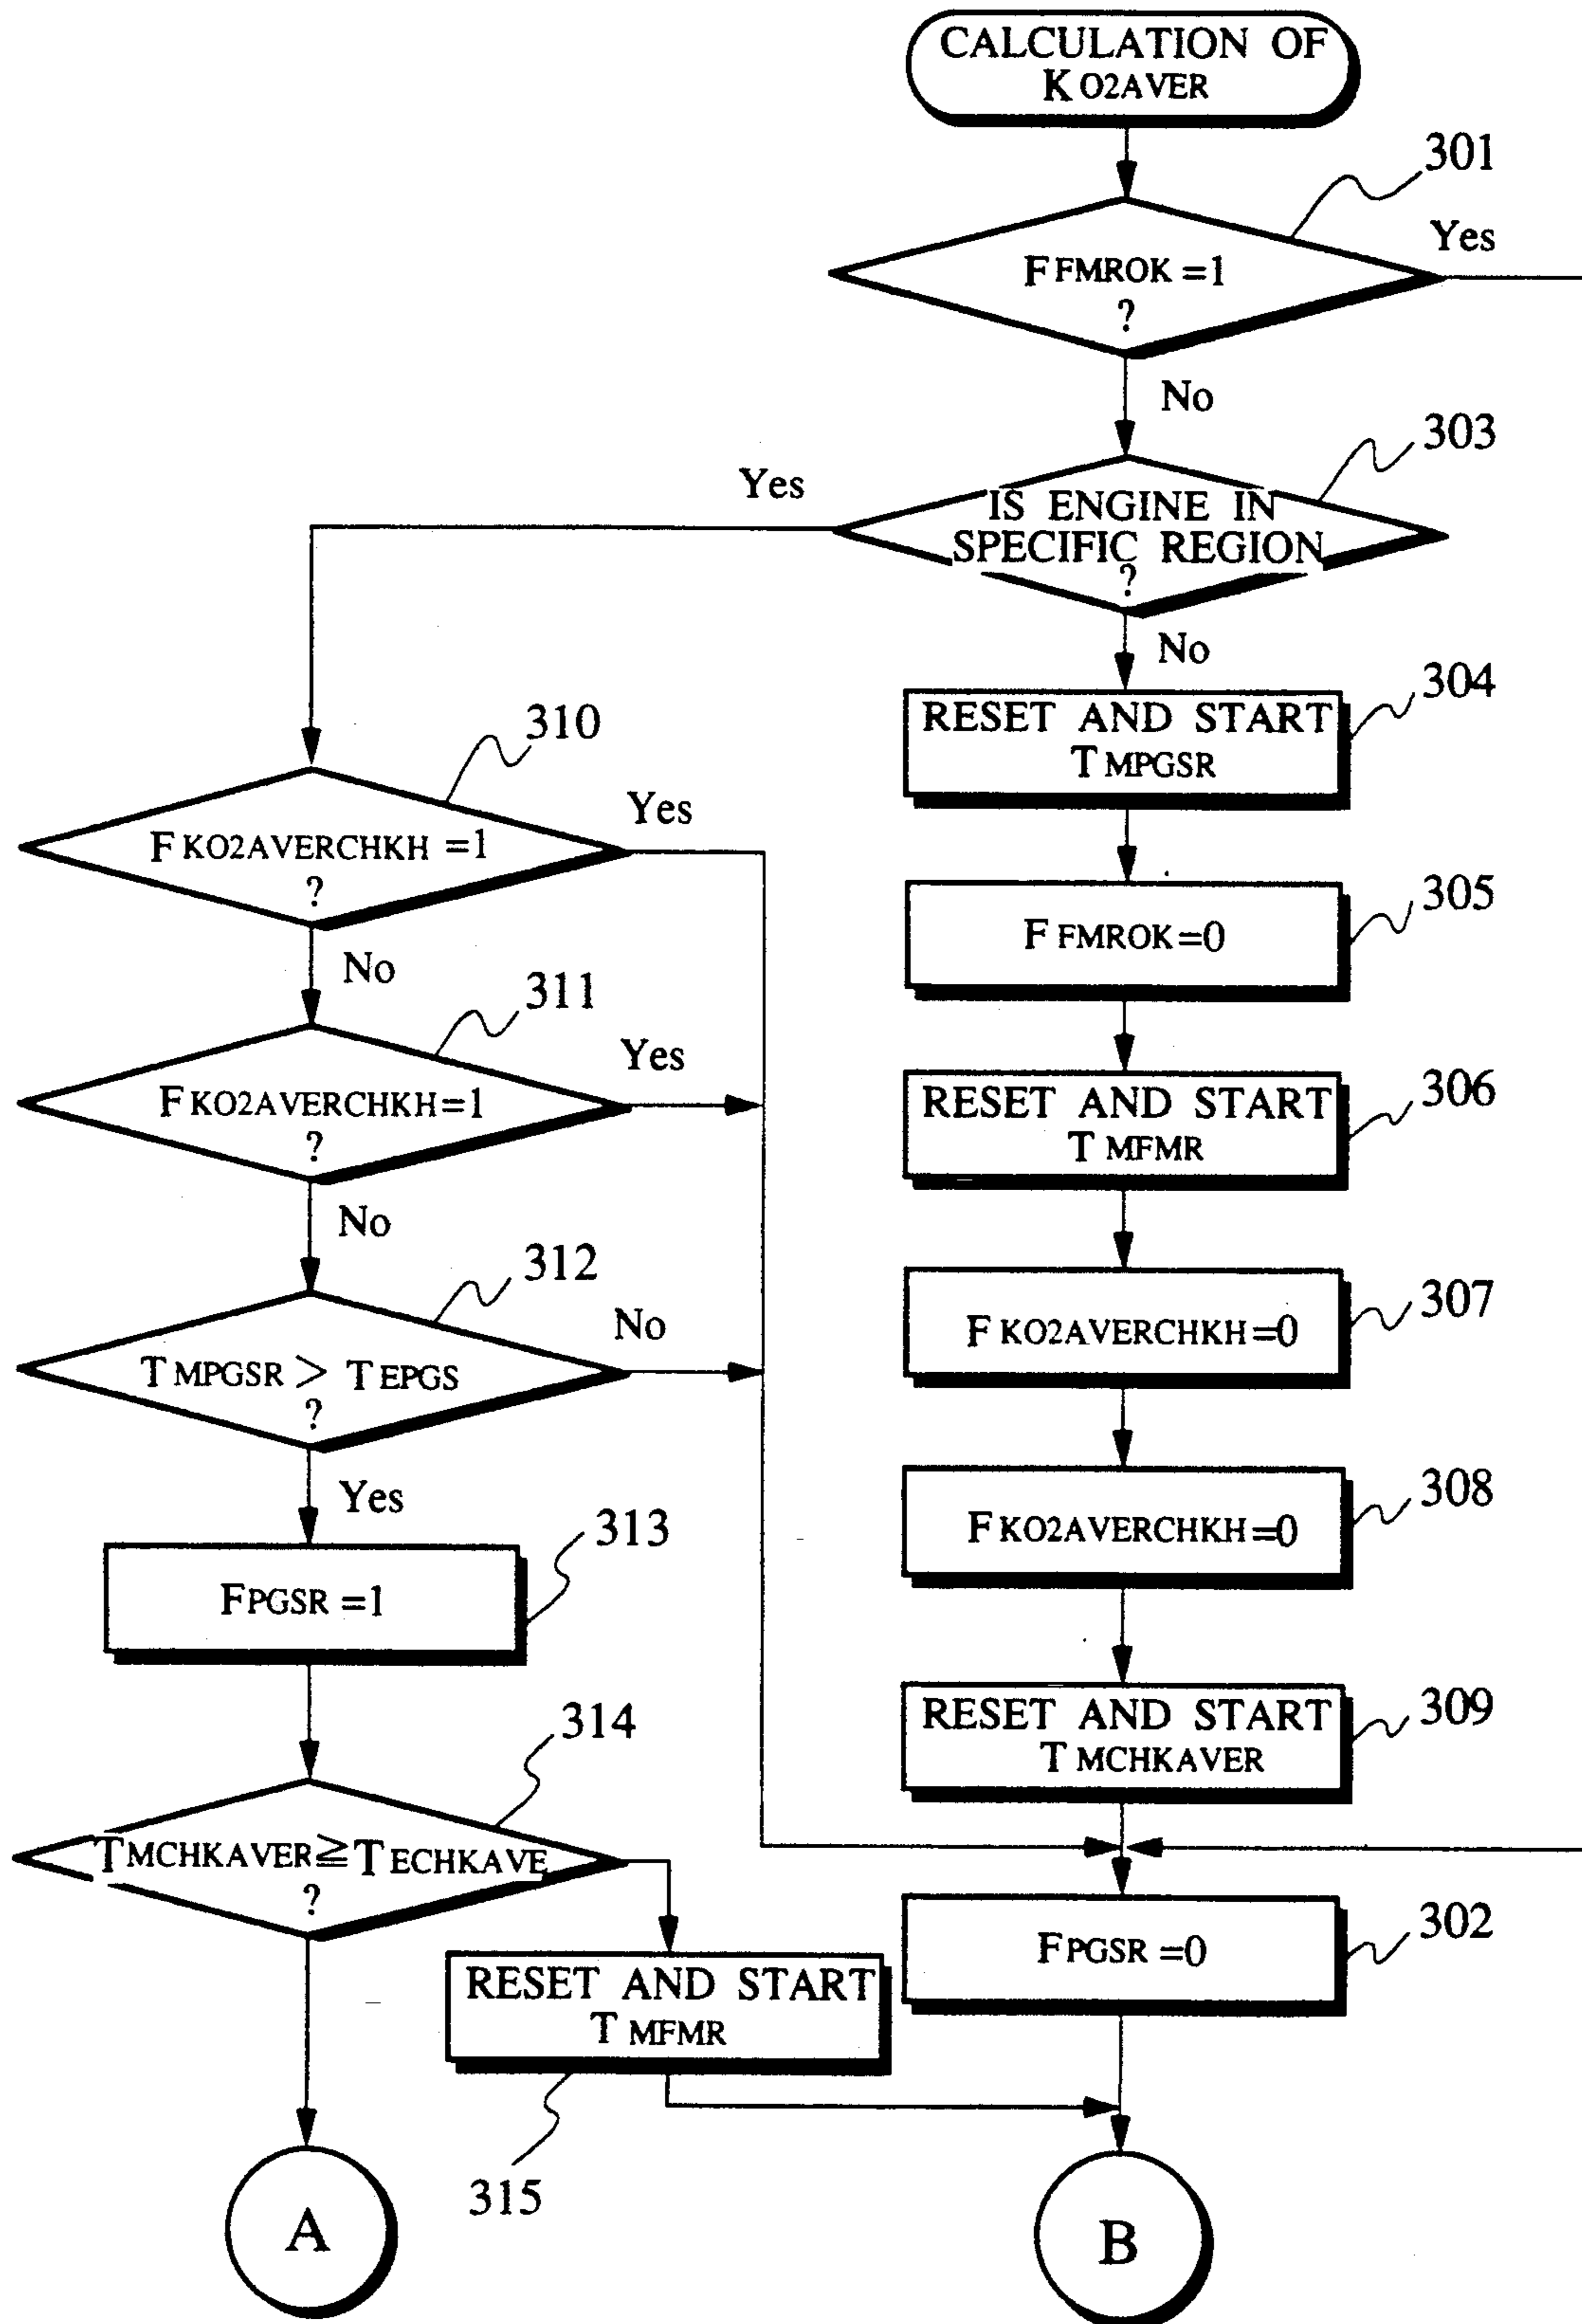 CALCULATION OF
KO2AVER
301
Yes
FFMROK=1
?
No
303
Yes
IS ENGINE IN
SPECIFIC REGION
?
No
304
RESET AND START
TMPGSR
310
Yes
FKO2AVERCHKH=1
?
No
305
FFMROK=0
311
Yes
FKO2AVERCHKH=1
?
No
306
RESET AND START
TMFMR
312
No
TMPGSR > TEPGS
?
Yes
307
FKO2AVERCHKH=0
308
FKO2AVERCHKH=0
313
FPGSR=1
309
RESET AND START
TMCHKAVER
314
TMCHKAVER≧TECHKAVE
?
302
FPGSR=0
RESET AND START
TMFMR
315
A
B